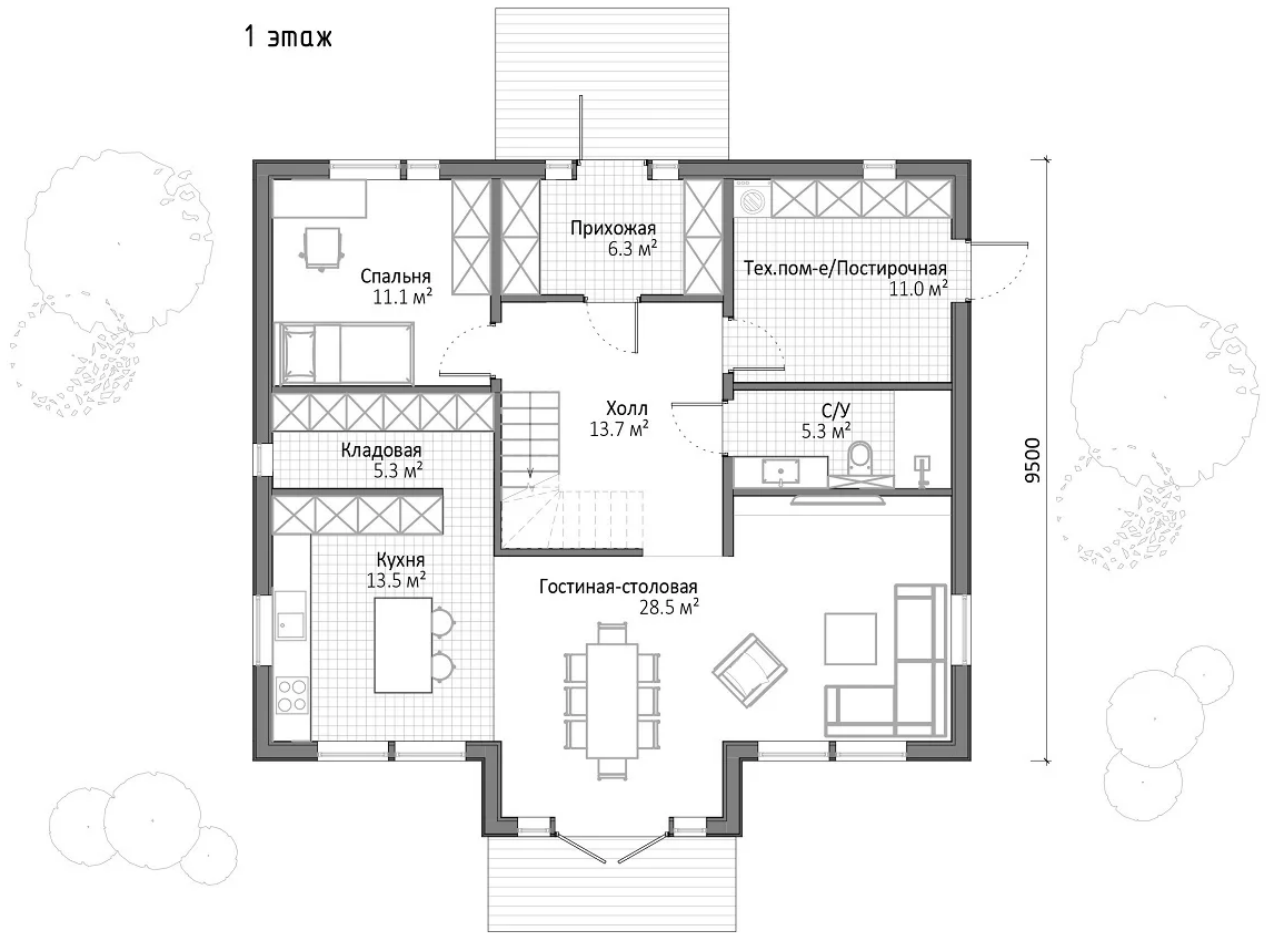 1 этаж
Прихожая
6.3 м²
Спальня
11.1 м²
Тех.пом-е/Постирочная
11.0 м²
Холл
13.7 м²
С/У
5.3 м²
Кладовая
5.3 м²
9500
Кухня
13.5 м²
Гостиная-столовая
28.5 м²